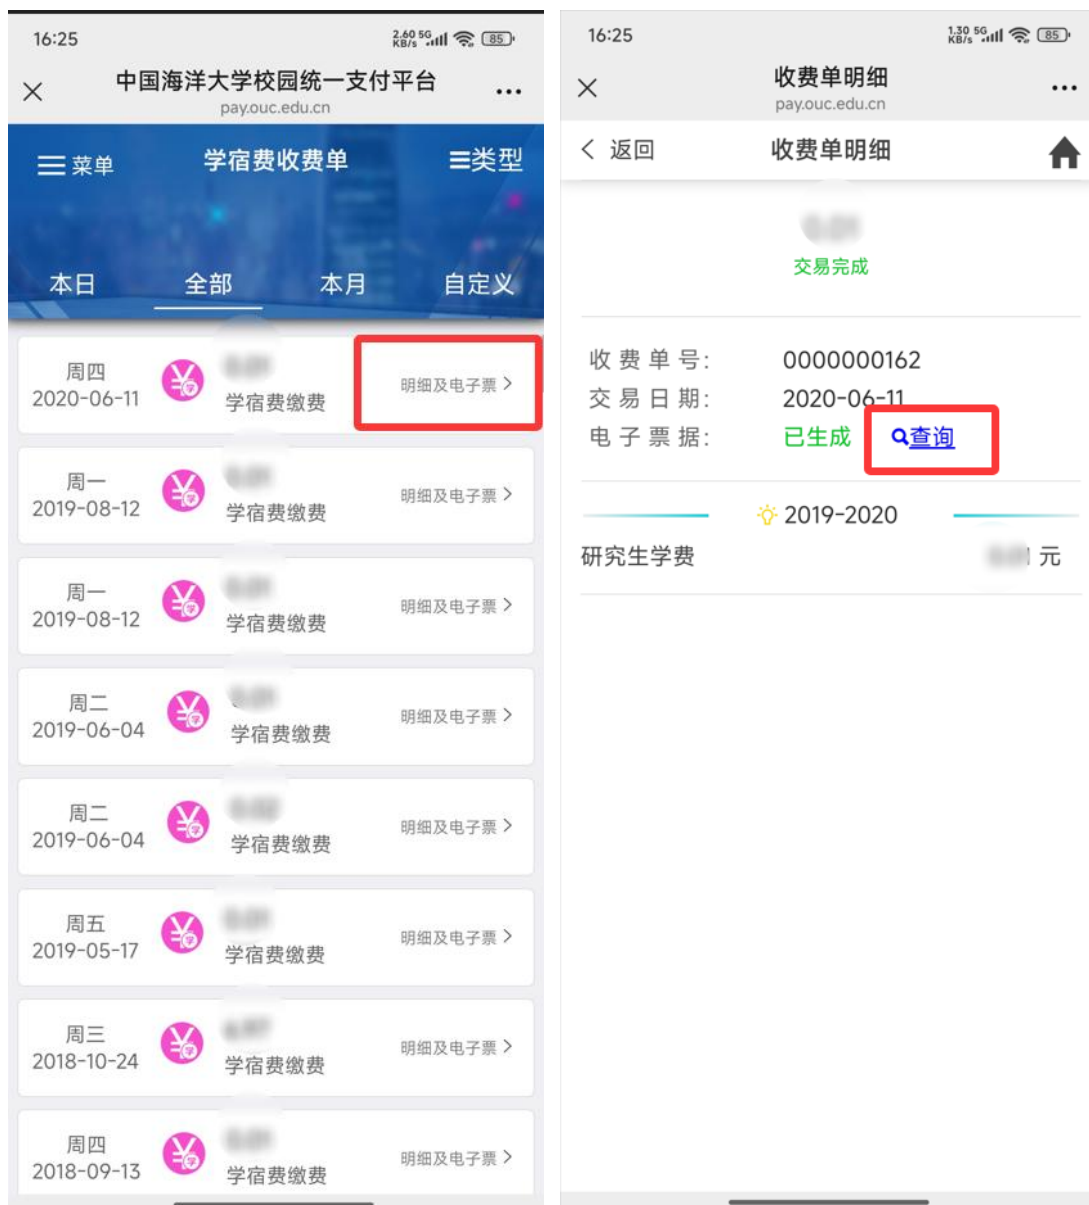 16:25
2.60 KB/s 5G 85
中国海洋大学校园统一支付平台
pay.ouc.edu.cn
菜单
学宿费收费单
类型
本日
全部
本月
自定义
周四
2020-06-11
学宿费缴费
明细及电子票
周一
2019-08-12
学宿费缴费
明细及电子票
周一
2019-08-12
学宿费缴费
明细及电子票
周二
2019-06-04
学宿费缴费
明细及电子票
周二
2019-06-04
学宿费缴费
明细及电子票
周五
2019-05-17
学宿费缴费
明细及电子票
周三
2018-10-24
学宿费缴费
明细及电子票
周四
2018-09-13
学宿费缴费
明细及电子票
16:25
1.30 KB/s 5G 85
收费单明细
pay.ouc.edu.cn
返回
收费单明细
交易完成
收费单号: 0000000162
交易日期: 2020-06-11
电子票据: 已生成 查询
2019-2020
研究生学费 元